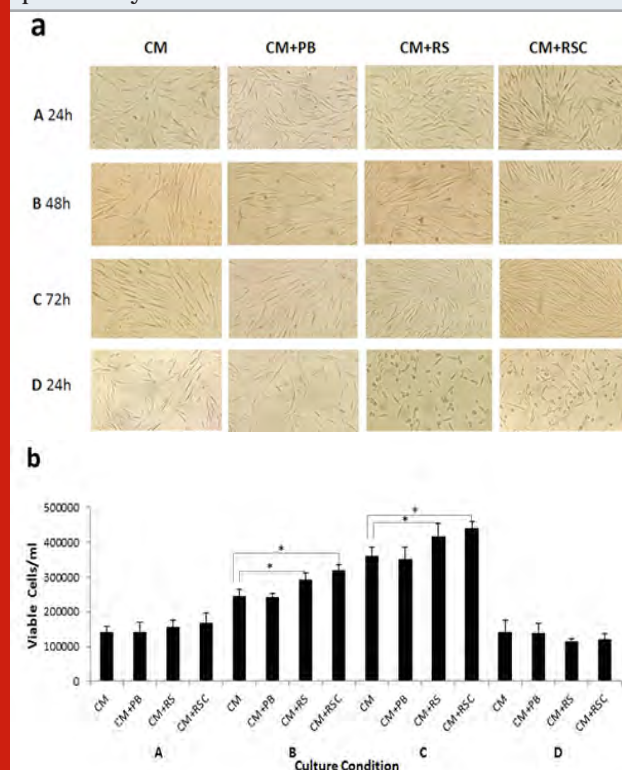 a
CM CM+PB CM+RS CM+RSC
A 24h
B 48h
C 72h
D 24h
b
500000
400000
300000
200000
100000
0
Viable Cells/ml
* * * *
CM CM+PB CM+RS CM+RSC CM CM+PB CM+RS CM+RSC CM CM+PB CM+RS CM+RSC CM CM+PB CM+RS CM+RSC
A B C D
Culture Condition